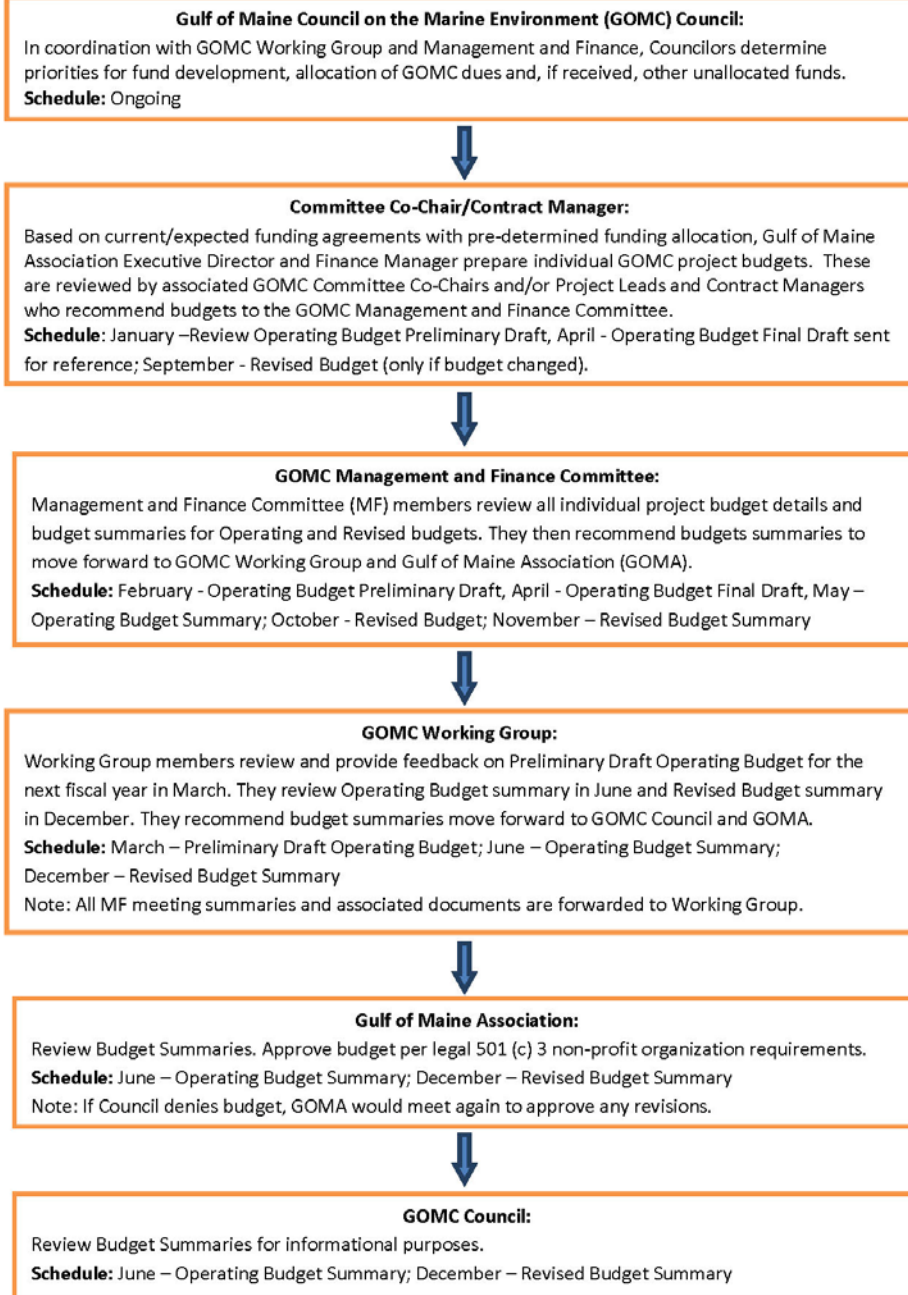 Gulf of Maine Council on the Marine Environment (GOMC) Council:
In coordination with GOMC Working Group and Management and Finance, Councilors determine
priorities for fund development, allocation of GOMC dues and, if received, other unallocated funds.
Schedule: Ongoing
Committee Co-Chair/Contract Manager:
Based on current/expected funding agreements with pre-determined funding allocation, Gulf of Maine
Association Executive Director and Finance Manager prepare individual GOMC project budgets. These
are reviewed by associated GOMC Committee Co-Chairs and/or Project Leads and Contract Managers
who recommend budgets to the GOMC Management and Finance Committee.
Schedule: January –Review Operating Budget Preliminary Draft, April - Operating Budget Final Draft sent
for reference; September - Revised Budget (only if budget changed).
GOMC Management and Finance Committee:
Management and Finance Committee (MF) members review all individual project budget details and
budget summaries for Operating and Revised budgets. They then recommend budgets summaries to
move forward to GOMC Working Group and Gulf of Maine Association (GOMA).
Schedule: February - Operating Budget Preliminary Draft, April - Operating Budget Final Draft, May –
Operating Budget Summary; October - Revised Budget; November – Revised Budget Summary
GOMC Working Group:
Working Group members review and provide feedback on Preliminary Draft Operating Budget for the
next fiscal year in March. They review Operating Budget summary in June and Revised Budget summary
in December. They recommend budget summaries move forward to GOMC Council and GOMA.
Schedule: March – Preliminary Draft Operating Budget; June – Operating Budget Summary;
December – Revised Budget Summary
Note: All MF meeting summaries and associated documents are forwarded to Working Group.
Gulf of Maine Association:
Review Budget Summaries. Approve budget per legal 501 (c) 3 non-profit organization requirements.
Schedule: June – Operating Budget Summary; December – Revised Budget Summary
Note: If Council denies budget, GOMA would meet again to approve any revisions.
GOMC Council:
Review Budget Summaries for informational purposes.
Schedule: June – Operating Budget Summary; December – Revised Budget Summary